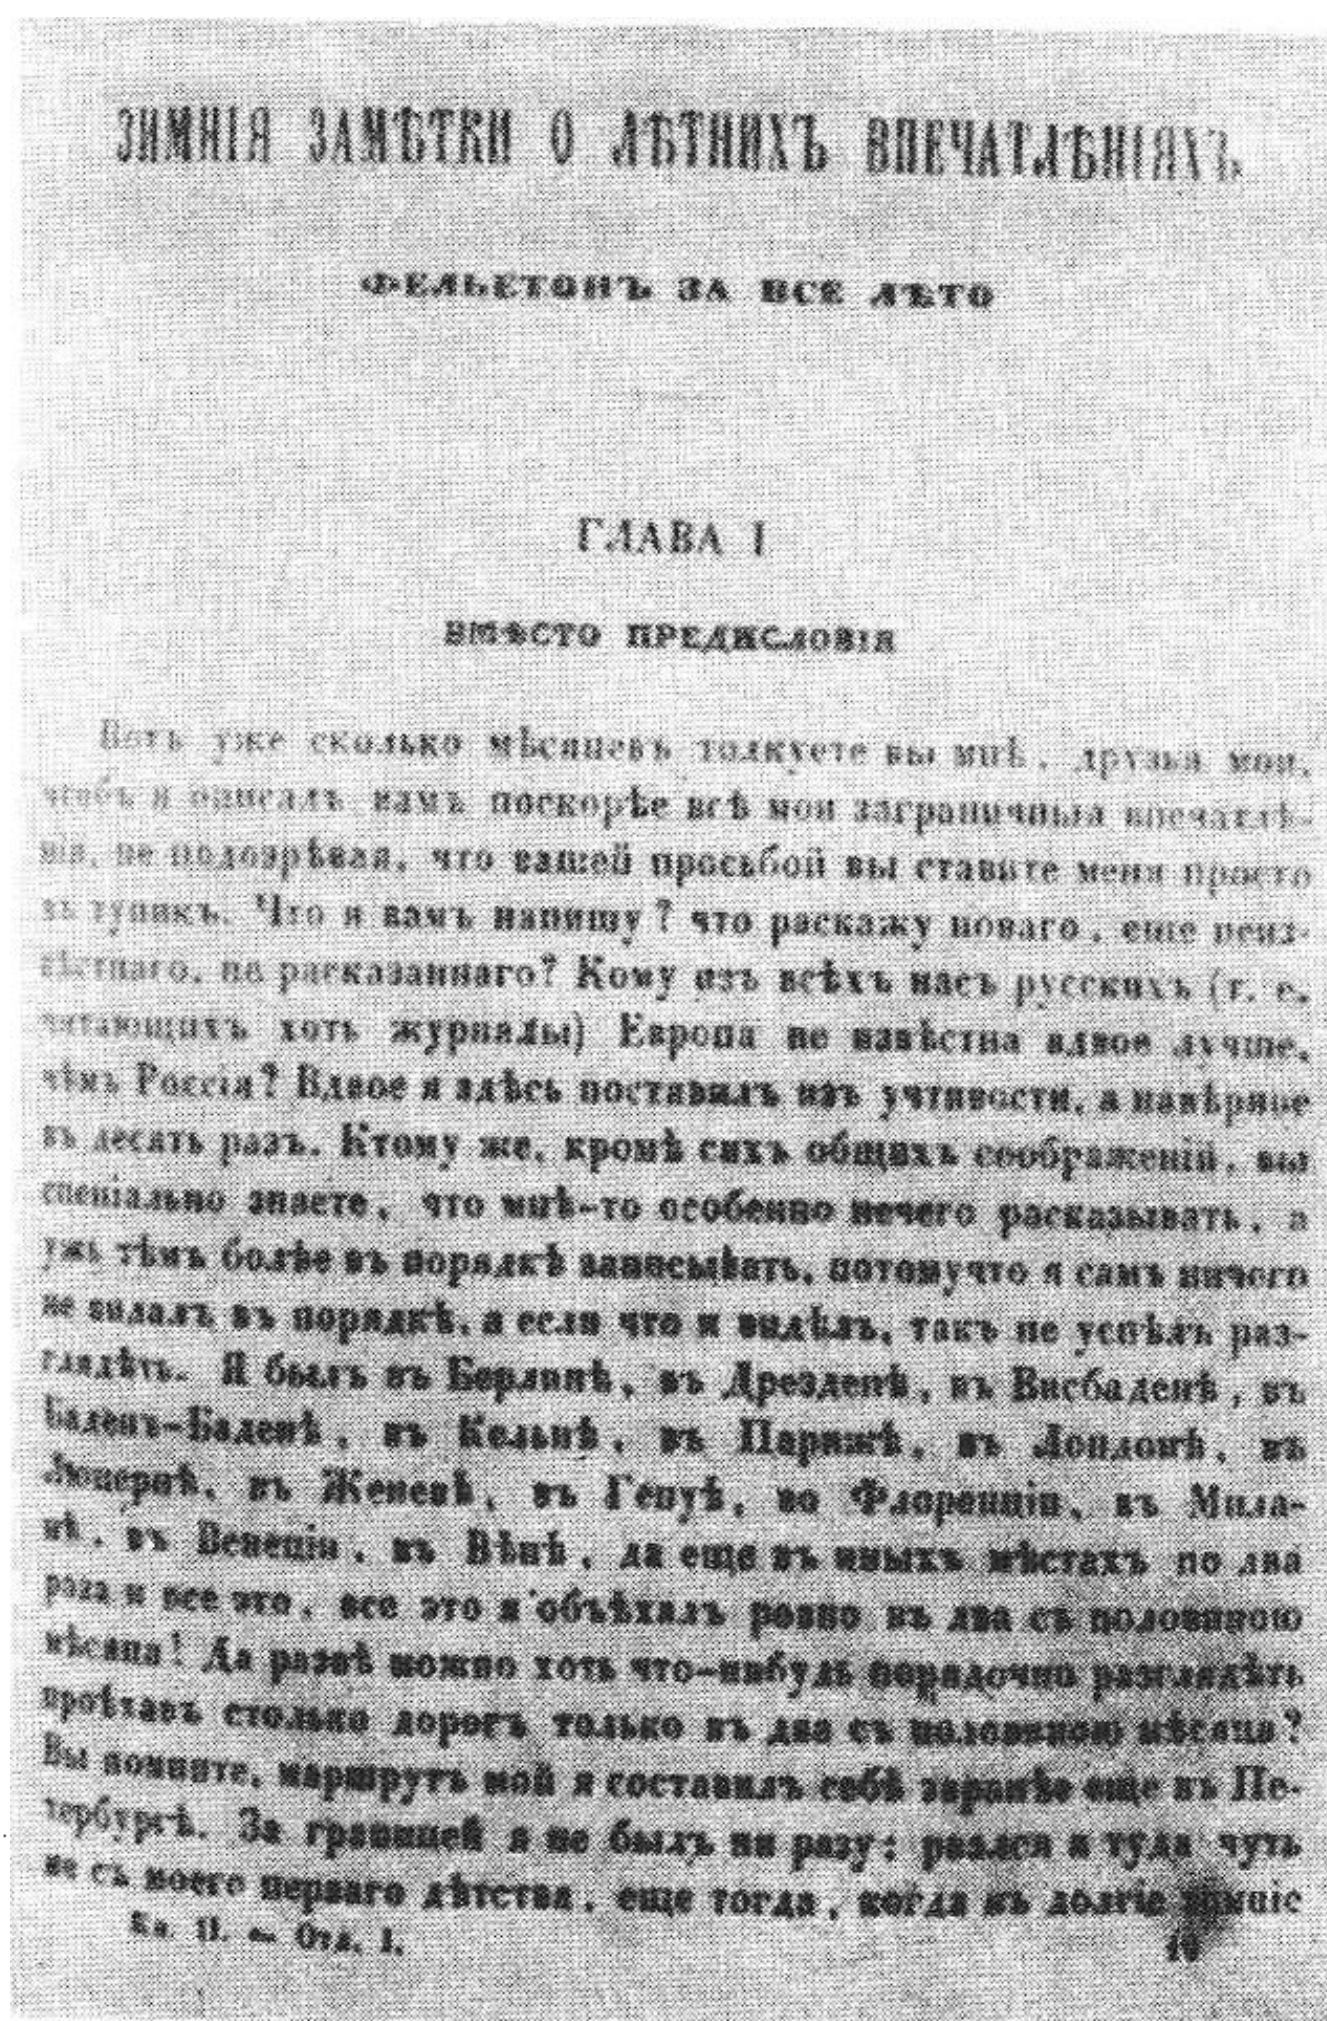 ЗИМНІЯ ЗАМѢТКИ О ЛѢТНИХЪ ВПЕЧАТЛѢНІЯХЪ
ФЕЛЬЕТОНЪ ЗА ВСЕ ЛѢТО
ГЛАВА I
ВМѢСТО ПРЕДИСЛОВІЯ
Вотъ уже сколько мѣсяцевъ толкуете вы мнѣ, друзья мои,
чтобъ я описалъ вамъ поскорѣе всѣ мои заграничныя впечатлѣ-
нія, не подозрѣвая, что вашей просьбой вы ставите меня просто
въ тупикъ. Что я вамъ напишу? что раскажу новаго, еще неиз-
вѣстнаго, не расказаннаго? Кому изъ всѣхъ насъ русскихъ (т. е.
читающихъ хоть журналы) Европа не извѣстна вдвое лучше,
чѣмъ Россія? Вдвое я здѣсь поставилъ изъ учтивости, а навѣрное
въ десять разъ. Ктому же, кромѣ сихъ общихъ соображеній, вы
спеціально знаете, что мнѣ-то особенно нечего расказывать, а
ужь тѣмъ болѣе въ порядкѣ записывать, потомучто я самъ ничего
не видалъ въ порядкѣ, а если что и видѣлъ, такъ не успѣлъ раз-
глядѣть. Я былъ въ Берлинѣ, въ Дрезденѣ, въ Висбаденѣ, въ
Баденъ-Баденѣ, въ Кельнѣ, въ Парижѣ, въ Лондонѣ, въ
Люцернѣ, въ Женевѣ, въ Генуѣ, во Флоренціи, въ Мила-
нѣ, въ Венеціи, въ Вѣнѣ, да еще въ иныхъ мѣстахъ по два
раза и все это, все это я объѣхалъ ровно въ два съ половиною
мѣсяца! Да развѣ можно хоть что-нибудь порядочно разглядѣть
проѣхавъ столько дорогъ только въ два съ половиною мѣсяца?
Вы помните, маршрутъ мой я составилъ себѣ заранѣе еще въ Пе-
тербургѣ. За границей я не былъ ни разу; рвался я туда чуть
не съ моего перваго дѣтства, еще тогда, когда въ долгіе зимніе
Кн. II. — Отд. I.
10